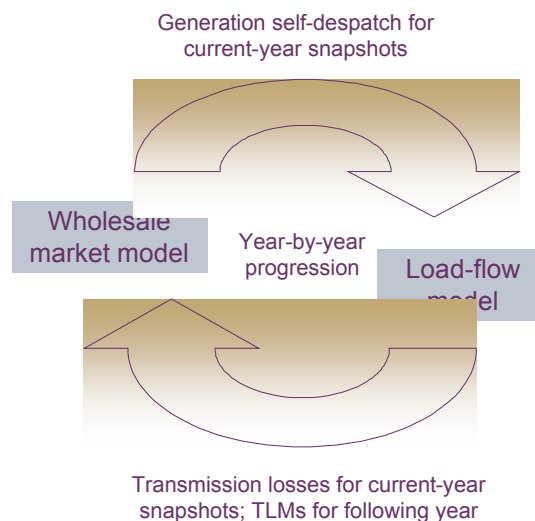 Generation self-despatch for
current-year snapshots
Wholesale
market model
Year-by-year
progression
Load-flow
model
Transmission losses for current-year
snapshots; TLMs for following year